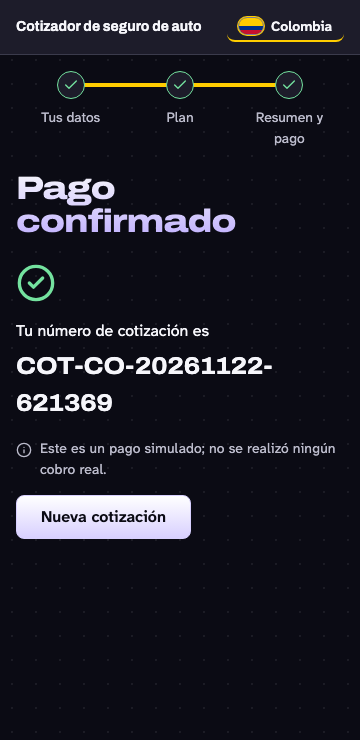 Cotizador de seguro de auto
Colombia
Tus datos
Plan
Resumen y
pago
Pago
confirmado
Tu número de cotización es
COT-CO-20261122-
621369
Este es un pago simulado; no se realizó ningún
cobro real.
Nueva cotización